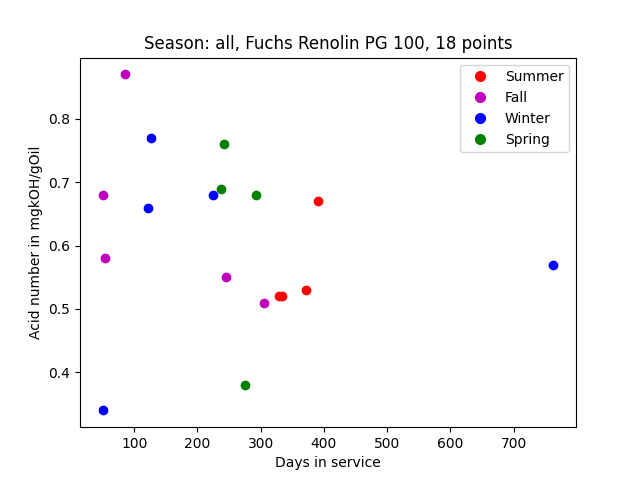 Season: all, Fuchs Renolin PG 100, 18 points
Summer
Fall
Winter
Spring
0.8
0.7
0.6
0.5
0.4
Acid number in mgkOH/gOil
100 200 300 400 500 600 700
Days in service